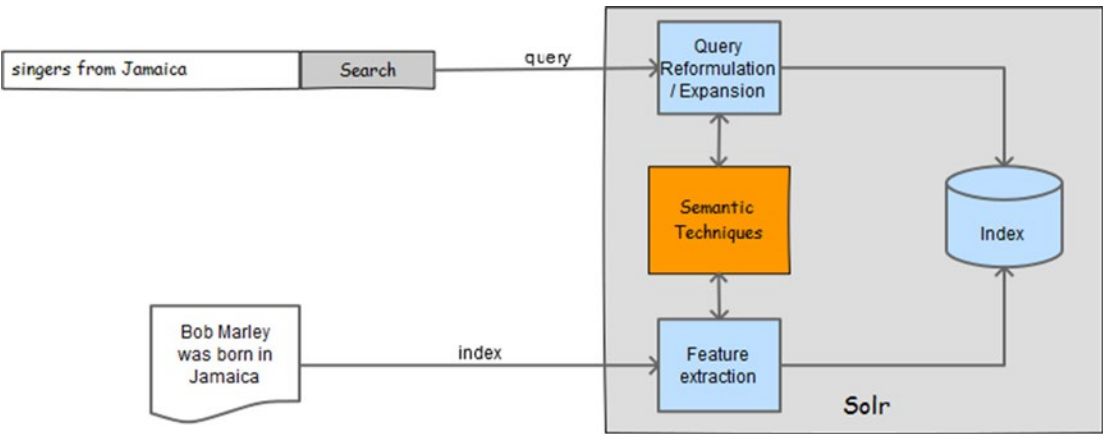 singers from Jamaica
Search
query
Query
Reformulation
/ Expansion
Semantic
Techniques
Index
Bob Marley
was born in
Jamaica
index
Feature
extraction
Solr